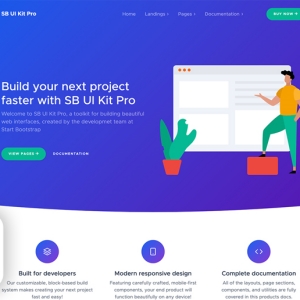 SB UI Kit Pro
Home Landings Pages Documentation
BUY NOW
Build your next project
faster with SB UI Kit Pro
Welcome to SB UI Kit Pro, a toolkit for building beautiful
web interfaces, created by the developmet team at
Start Bootstrap
VIEW PAGES DOCUMENTATION
Built for developers
Our customizable, block-based build
system makes creating your next project
fast and easy!
Modern responsive design
Featuring carefully crafted, mobile-first
components, your end product will
function beautifully on any device!
Complete documentation
All of the layouts, page sections,
components, and utilities are fully
covered in this products docs.